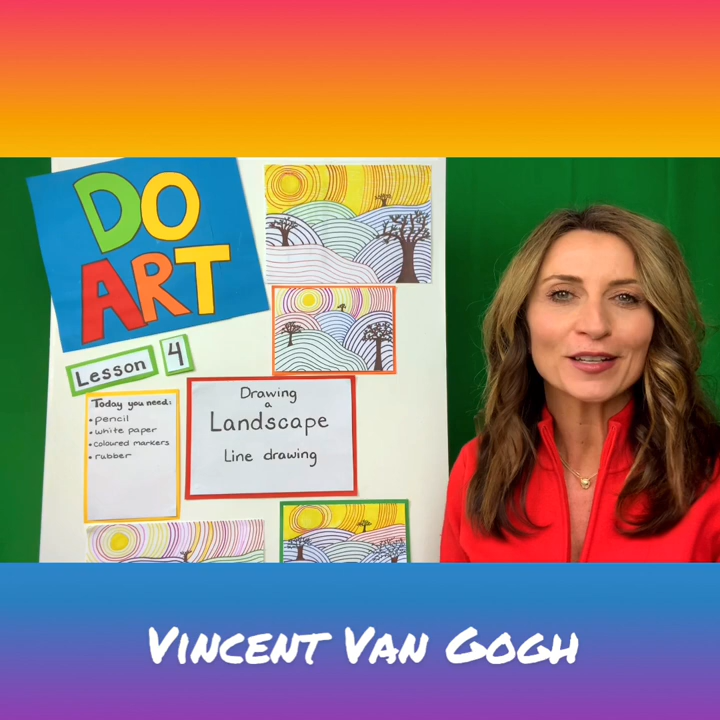 DO
ART
Lesson 4
Today you need:
• pencil
• white paper
• coloured markers
• rubber
Drawing
a
Landscape
Line drawing
Vincent Van Gogh